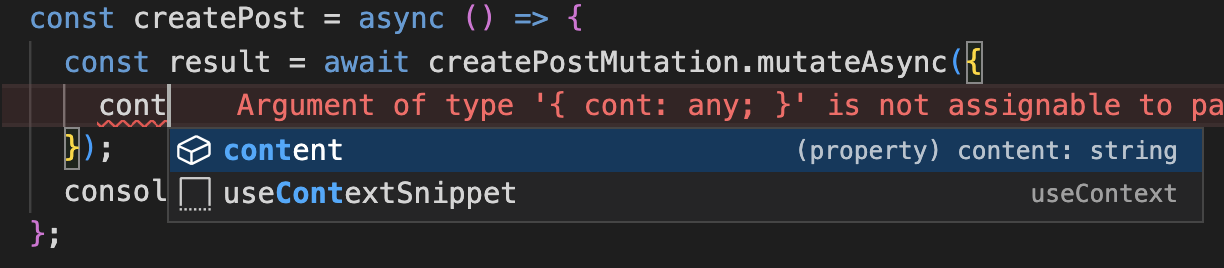 const createPost = async () => {
const result = await createPostMutation.mutateAsync({
cont Argument of type '{ cont: any; }' is not assignable to pa
content (property) content: string
});
useContextSnippet useContext
consol
};